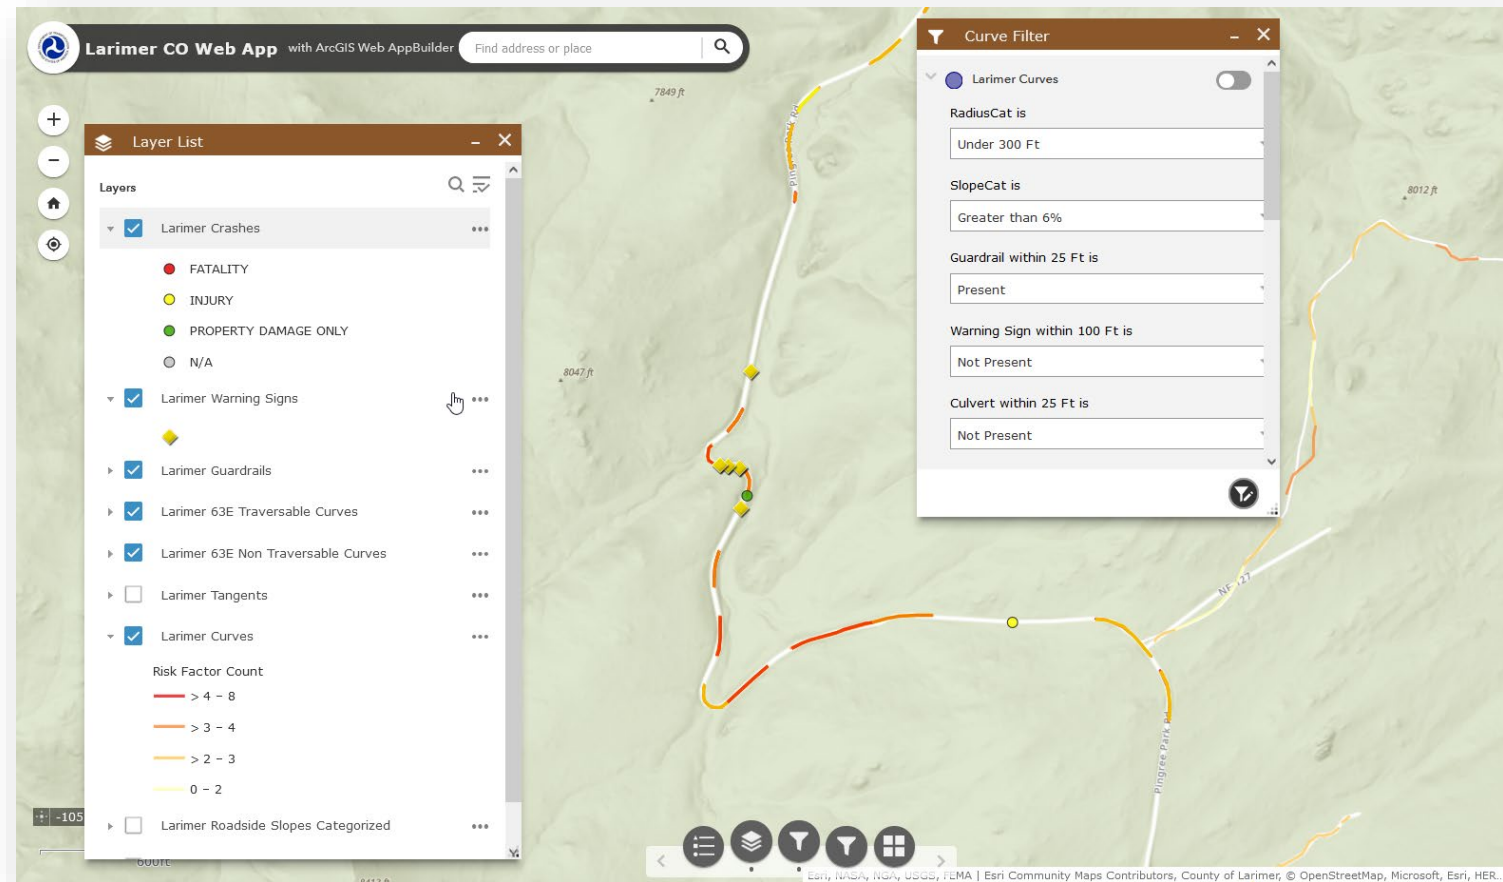 Larimer CO Web App with ArcGIS Web AppBuilder
Find address or place
Layer List
Layers
Larimer Crashes
FATALITY
INJURY
PROPERTY DAMAGE ONLY
N/A
Larimer Warning Signs
Larimer Guardrails
Larimer 63E Traversable Curves
Larimer 63E Non Traversable Curves
Larimer Tangents
Larimer Curves
Risk Factor Count
> 4 - 8
> 3 - 4
> 2 - 3
0 - 2
Larimer Roadside Slopes Categorized
-105
600ft
7849 ft
8047 ft
8012 ft
Pingree Park Rd
Curve Filter
Larimer Curves
RadiusCat is
Under 300 Ft
SlopeCat is
Greater than 6%
Guardrail within 25 Ft is
Present
Warning Sign within 100 Ft is
Not Present
Culvert within 25 Ft is
Not Present
Esri, NASA, NGA, USGS, FEMA | Esri Community Maps Contributors, County of Larimer, © OpenStreetMap, Microsoft, Esri, HER...